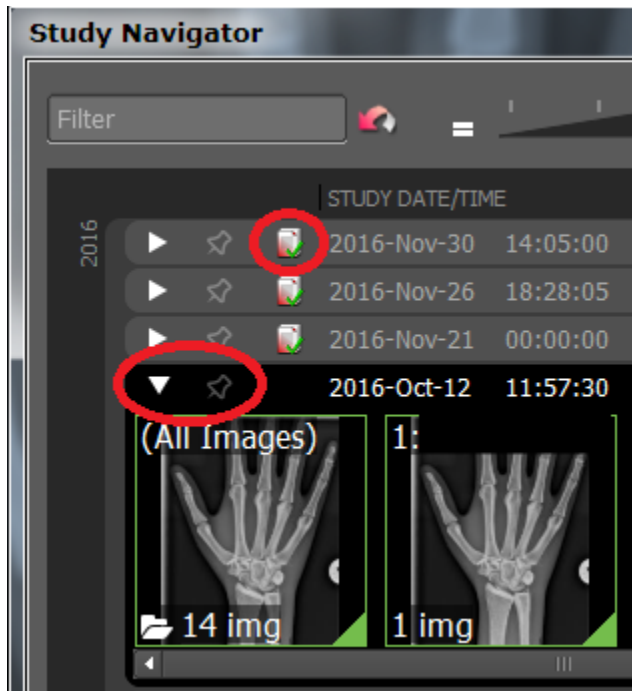 Study Navigator
Filter
STUDY DATE/TIME
2016
2016-Nov-30 14:05:00
2016-Nov-26 18:28:05
2016-Nov-21 00:00:00
2016-Oct-12 11:57:30
(All Images) 1:
14 img 1 img